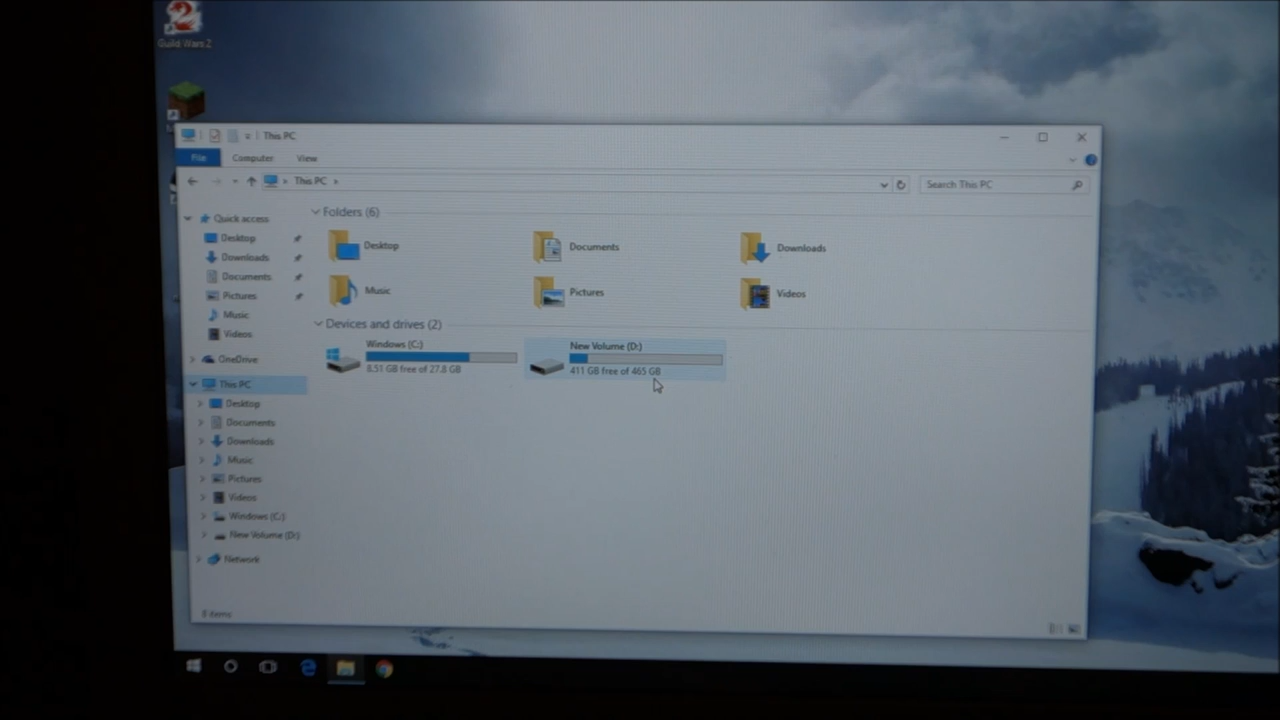 Guild Wars 2
This PC
File Computer View
This PC
Search This PC
Quick access
Desktop
Downloads
Documents
Pictures
Music
Videos
OneDrive
This PC
Desktop
Documents
Downloads
Music
Pictures
Videos
Windows (C:)
New Volume (D:)
Network
Folders (6)
Desktop
Documents
Downloads
Music
Pictures
Videos
Devices and drives (2)
Windows (C:)
8.51 GB free of 27.8 GB
New Volume (D:)
411 GB free of 465 GB
8 items